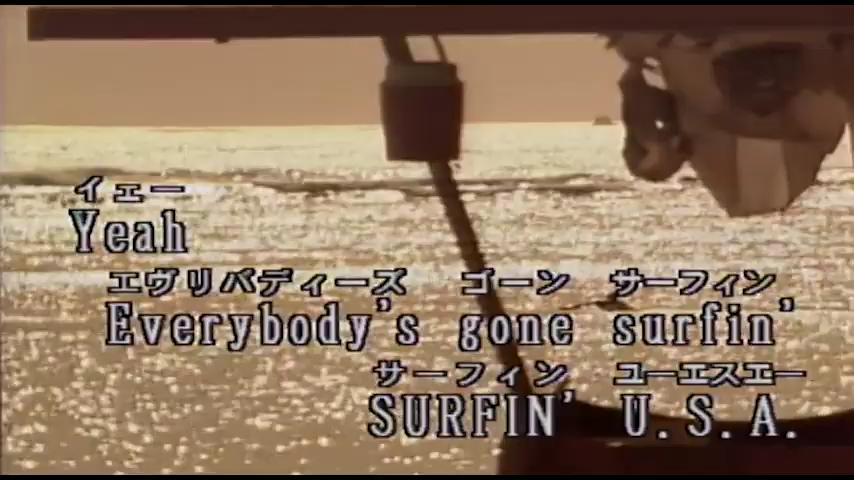 イェー
Yeah
エヴリバディーズ ゴーン サーフィン
Everybody's gone surfin'
サーフィン ユーエスエー
SURFIN' U.S.A.